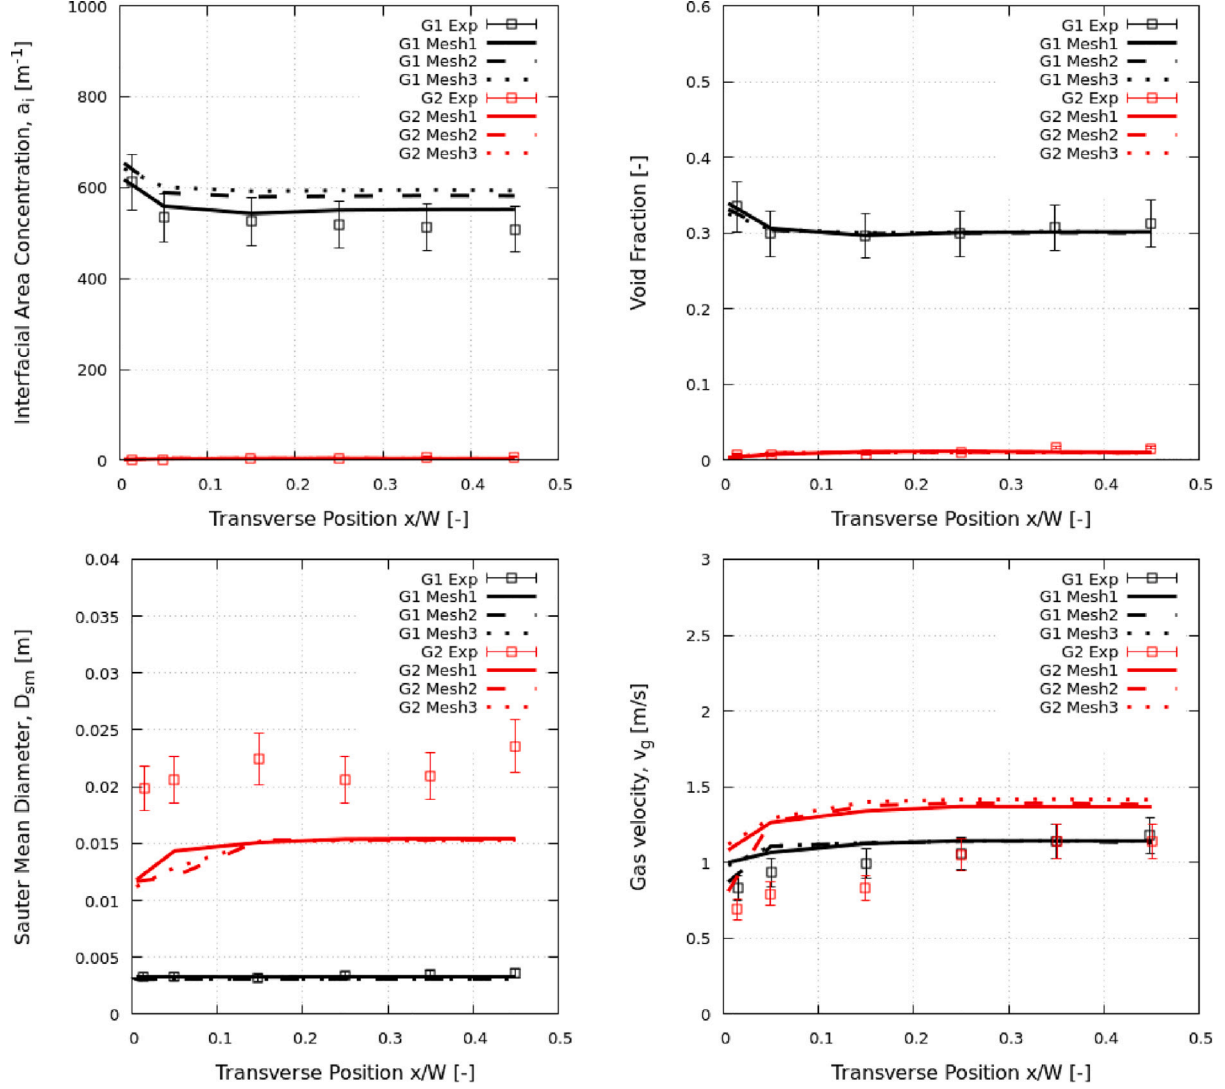 Interfacial Area Concentration, aᵢ [m⁻¹]
1000
800
600
400
200
0
G1 Exp
G1 Mesh1
G1 Mesh2
G1 Mesh3
G2 Exp
G2 Mesh1
G2 Mesh2
G2 Mesh3
0 0.1 0.2 0.3 0.4 0.5
Transverse Position x/W [-]
Void Fraction [-]
0.6
0.5
0.4
0.3
0.2
0.1
0
G1 Exp
G1 Mesh1
G1 Mesh2
G1 Mesh3
G2 Exp
G2 Mesh1
G2 Mesh2
G2 Mesh3
0 0.1 0.2 0.3 0.4 0.5
Transverse Position x/W [-]
Sauter Mean Diameter, Dsm [m]
0.04
0.035
0.03
0.025
0.02
0.015
0.01
0.005
0
G1 Exp
G1 Mesh1
G1 Mesh2
G1 Mesh3
G2 Exp
G2 Mesh1
G2 Mesh2
G2 Mesh3
0 0.1 0.2 0.3 0.4 0.5
Transverse Position x/W [-]
Gas velocity, vg [m/s]
3
2.5
2
1.5
1
0.5
0
G1 Exp
G1 Mesh1
G1 Mesh2
G1 Mesh3
G2 Exp
G2 Mesh1
G2 Mesh2
G2 Mesh3
0 0.1 0.2 0.3 0.4 0.5
Transverse Position x/W [-]